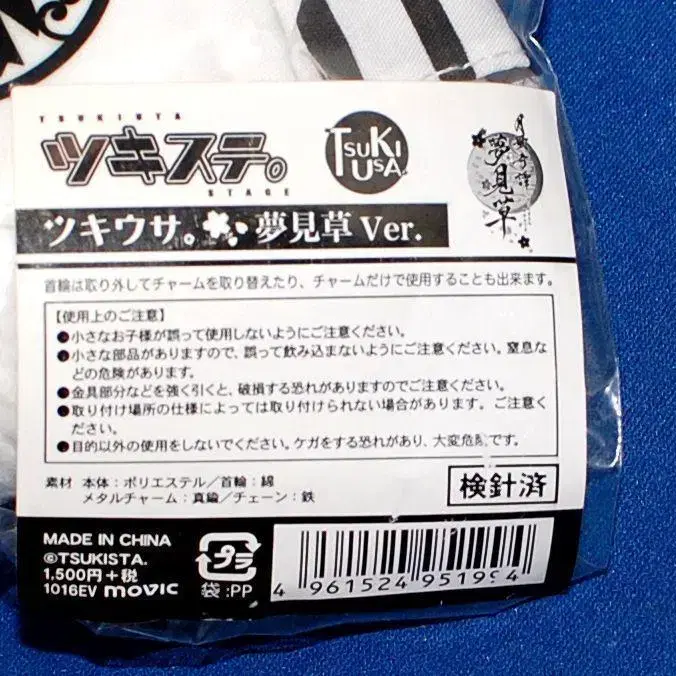 TSUKIUTA
ツキステ。
STAGE
TSUKI
USA
月歌奇譚
夢見草
ツキウサ。夢見草 Ver.
首輪は取り外してチャームを取り替えたり、チャームだけで使用することも出来ます。
【使用上のご注意】
●小さなお子様が誤って使用しないようにご注意ください。
●小さな部品がありますので、誤って飲み込まないようにご注意ください。窒息な
どの危険があります。
●金具部分などを強く引くと、破損する恐れがありますのでご注意ください。
●取り付け場所の仕様によっては取り付けられない場合があります。ご注意く
ださい。
●目的以外の使用をしないでください。ケガをする恐れがあり、大変危険です。
素材 本体：ポリエステル／首輪：綿
メタルチャーム：真鍮／チェーン：鉄
検針済
MADE IN CHINA
©TSUKISTA.
1,500円＋税
1016EV movic
プラ
袋:PP
4 961524 951994